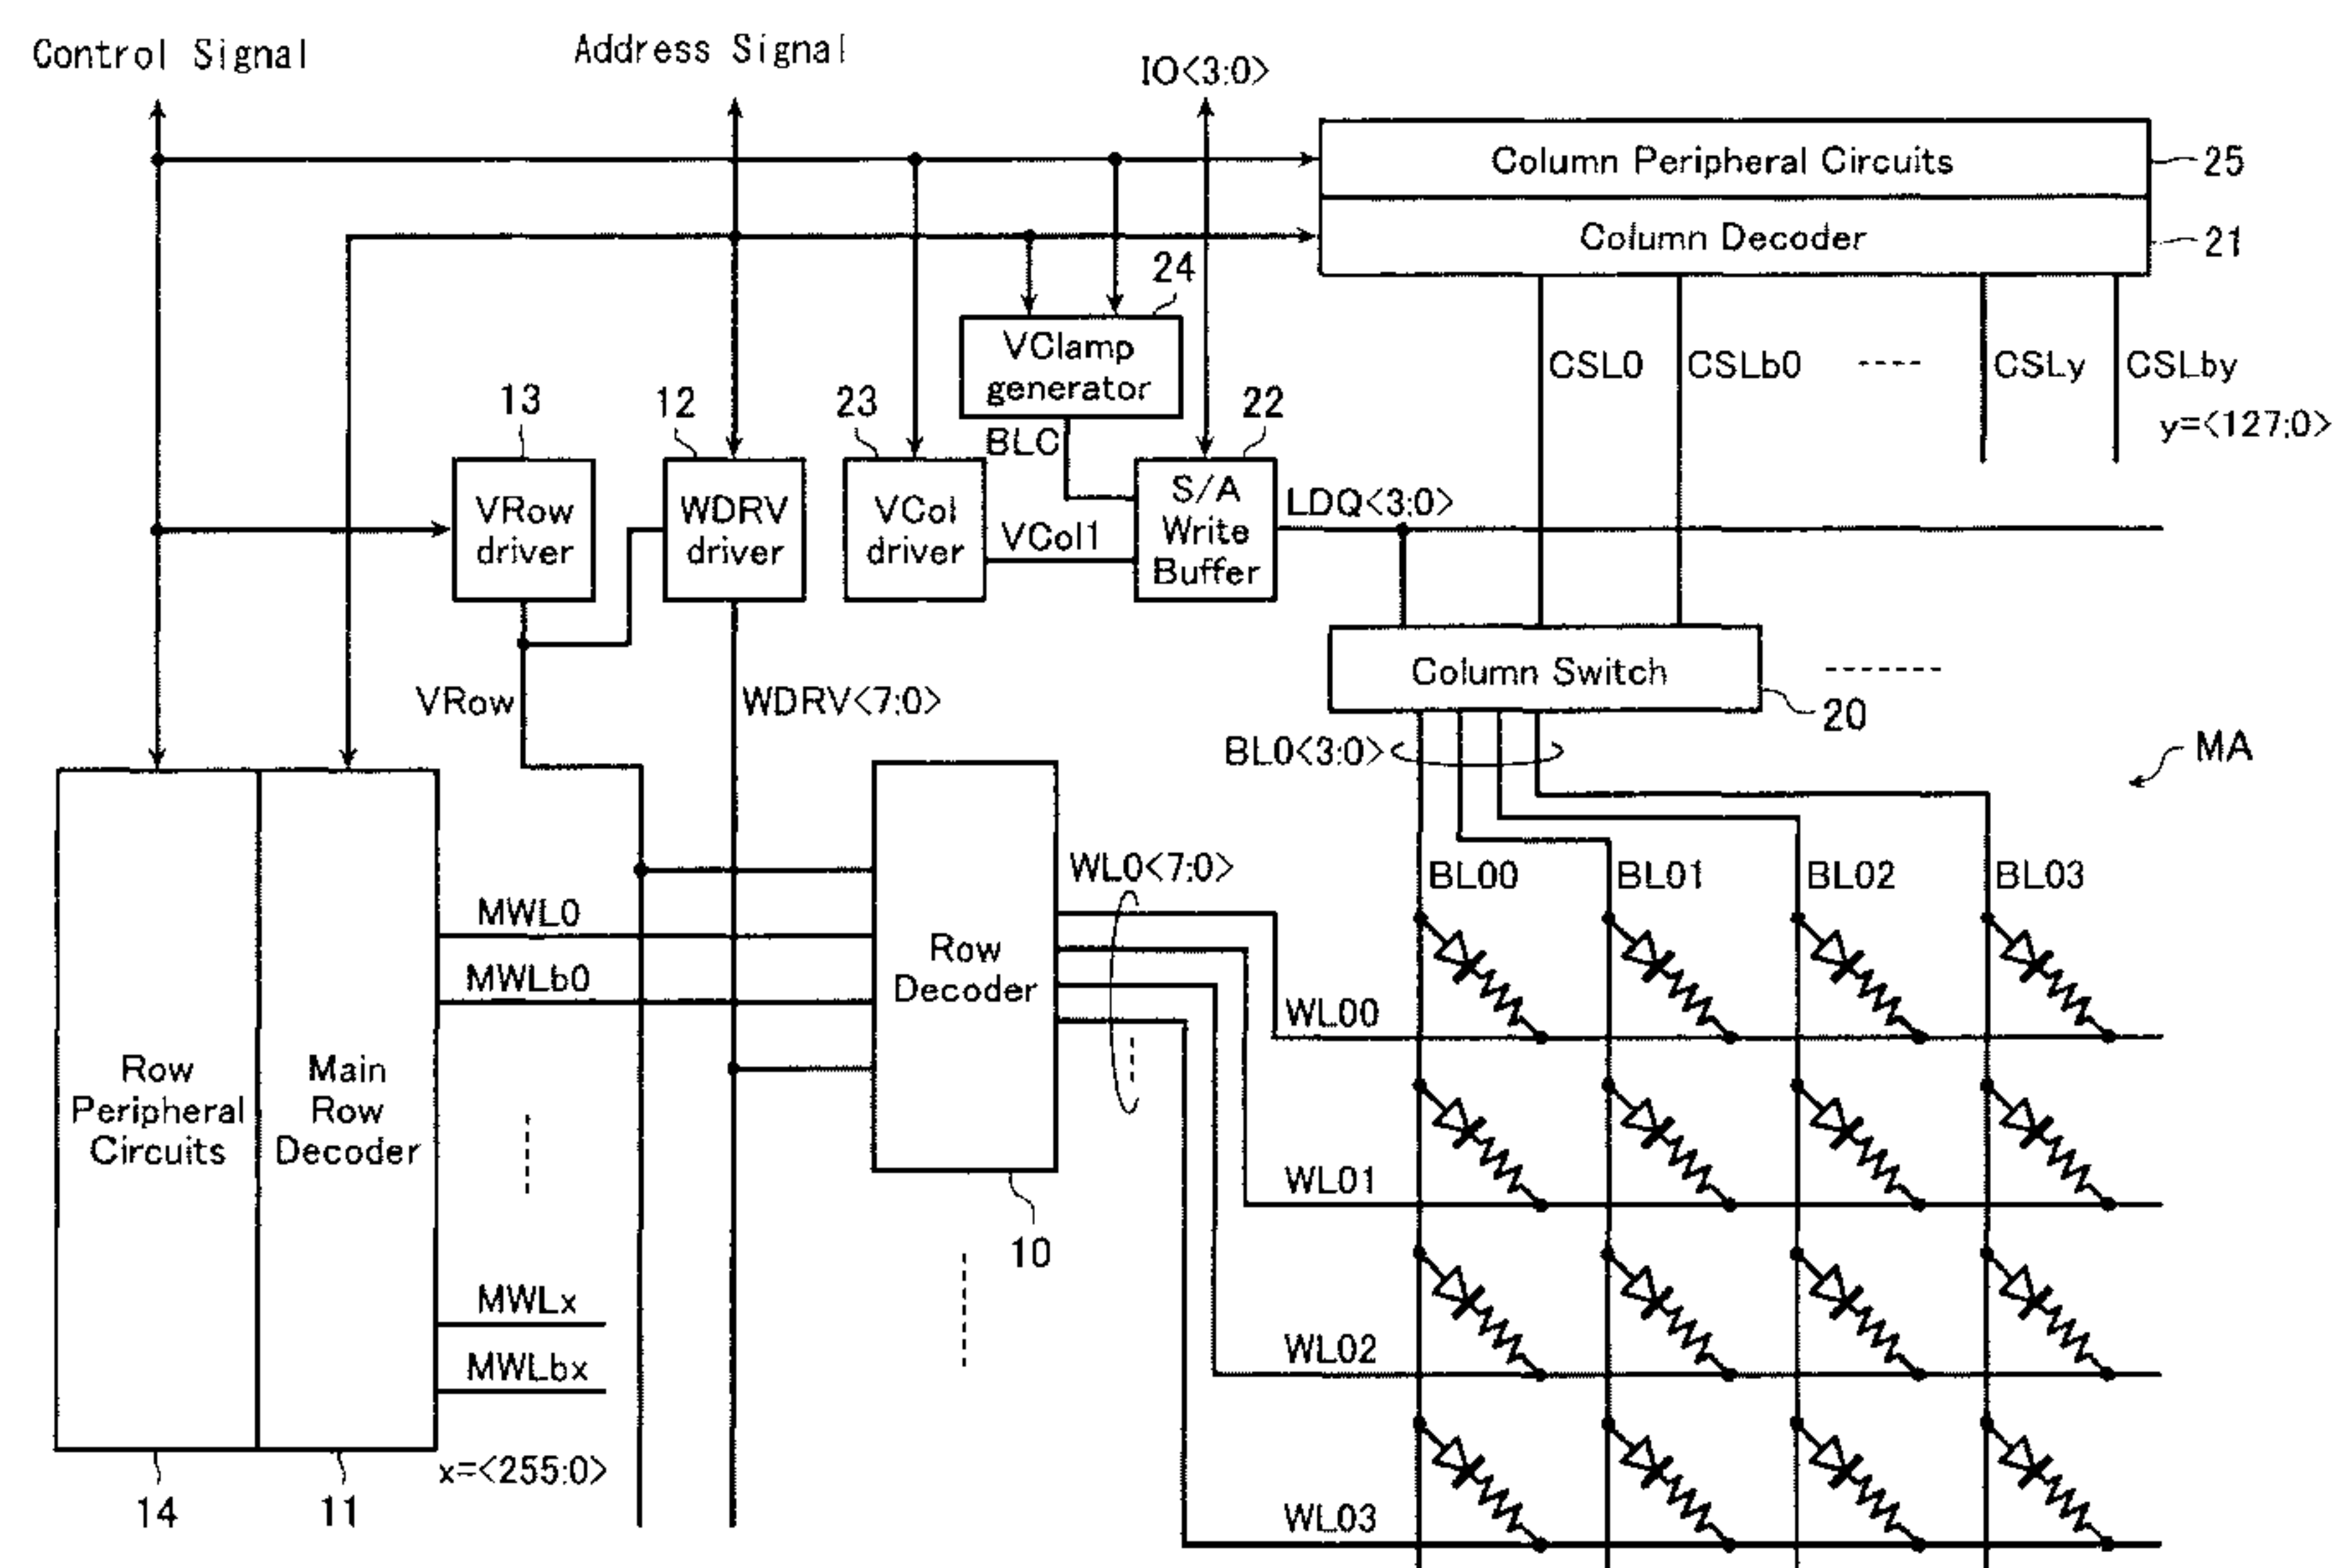 Control Signal
Address Signal
IO<3:0>
Column Peripheral Circuits
25
Column Decoder
21
24
VClamp
generator
CSL0
CSLb0
CSLy
CSLby
y=<127:0>
13
12
23
BLC
22
VRow
driver
WDRV
driver
VCol
driver
VCol1
S/A
Write
Buffer
LDQ<3:0>
Column Switch
20
VRow
WDRV<7:0>
BL0<3:0>
MA
WL0<7:0>
BL00
BL01
BL02
BL03
MWL0
MWLb0
Row
Decoder
WL00
Row
Peripheral
Circuits
Main
Row
Decoder
WL01
10
MWLx
MWLbx
WL02
x=<255:0>
14
11
WL03